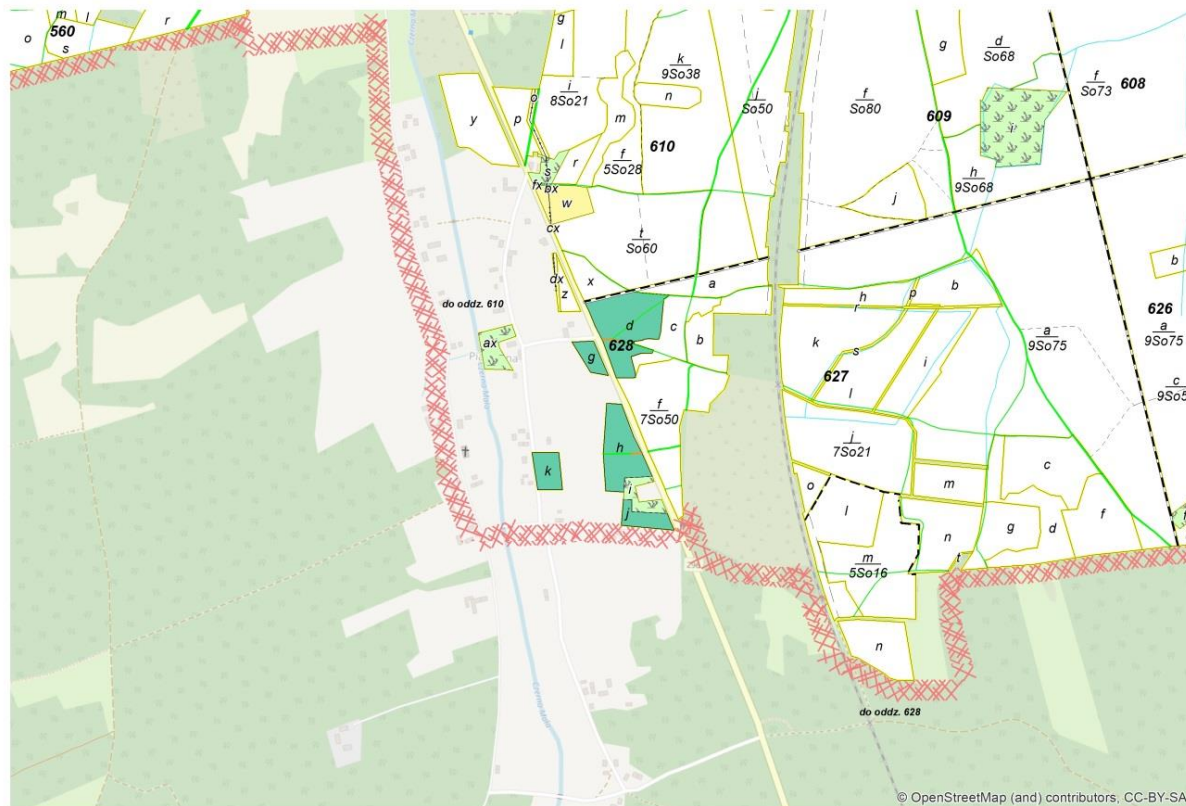 m
l
r
o
560
s
g
l
k
9So38
d
So68
g
f
So73
608
i
8So21
y
p
o
n
j
So50
f
So80
609
m
610
r
f
5So28
s
fx
bx
w
h
9So68
j
cx
t
So60
b
dx
z
x
a
h
p
b
r
626
do oddz. 610
d
c
a
9So75
a
9So75
ax
628
b
k
s
i
g
627
c
9So5
l
f
7So50
j
7So21
h
c
k
o
m
i
l
j
n
g
d
f
t
m
5So16
n
Czerna Mała
do oddz. 628
© OpenStreetMap (and) contributors, CC-BY-SA